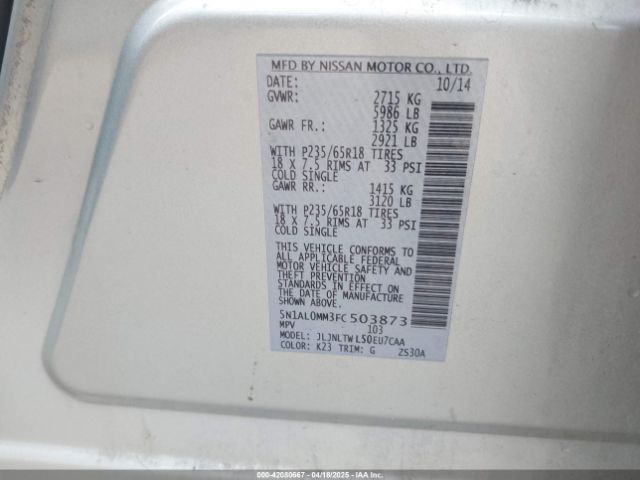 MFD BY NISSAN MOTOR CO., LTD.
DATE: 10/14
GVWR: 2715 KG
5986 LB
GAWR FR.: 1325 KG
2921 LB
WITH P235/65R18 TIRES
18 X 7.5 RIMS AT 33 PSI
COLD SINGLE
GAWR RR.: 1415 KG
3120 LB
WITH P235/65R18 TIRES
18 X 7.5 RIMS AT 33 PSI
COLD SINGLE
THIS VEHICLE CONFORMS TO
ALL APPLICABLE FEDERAL
MOTOR VEHICLE SAFETY AND
THEFT PREVENTION
STANDARDS IN EFFECT ON
THE DATE OF MANUFACTURE
SHOWN ABOVE.
5N1AL0MM3FC503873
MPV 103
MODEL: JLJNLTWL50EU7CAA
COLOR: K23 TRIM: G ZS30A
000-42080667 - 04/18/2025 - IAA Inc.